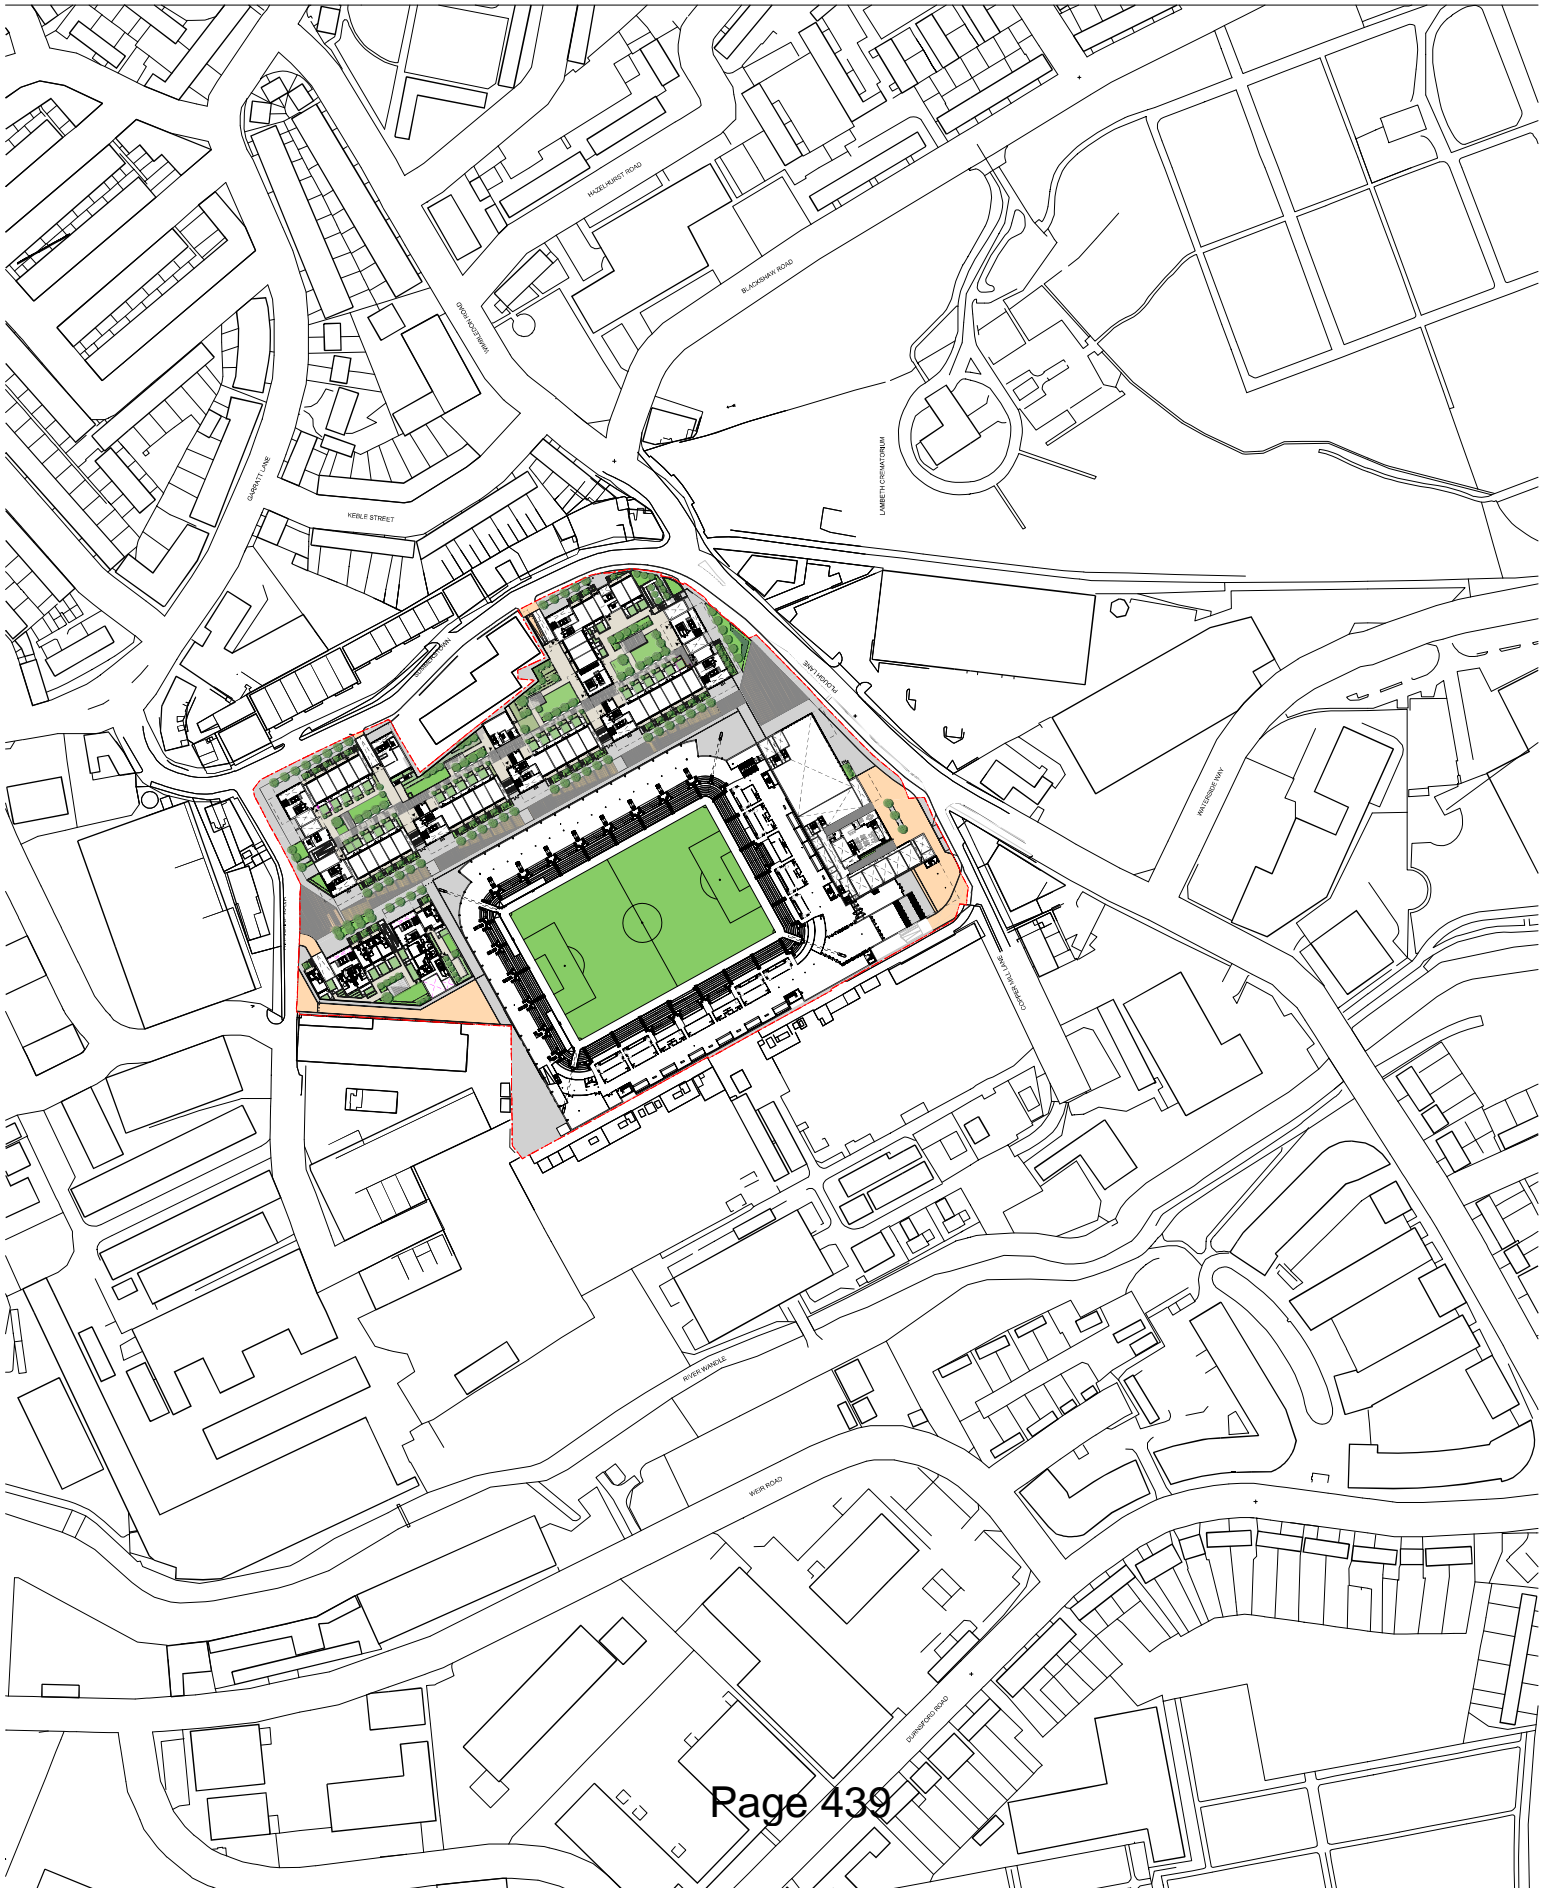 HAZELHURST ROAD
BLACKSHAW ROAD
WIMBLEDON ROAD
LAMBETH CREMATORIUM
GARRATT LANE
KEBLE STREET
SUMMERSTOWN
PLOUGH LANE
WATERSIDE WAY
COPPER MILL LANE
RIVER WANDLE
WEIR ROAD
DURNSFORD ROAD
Page 439